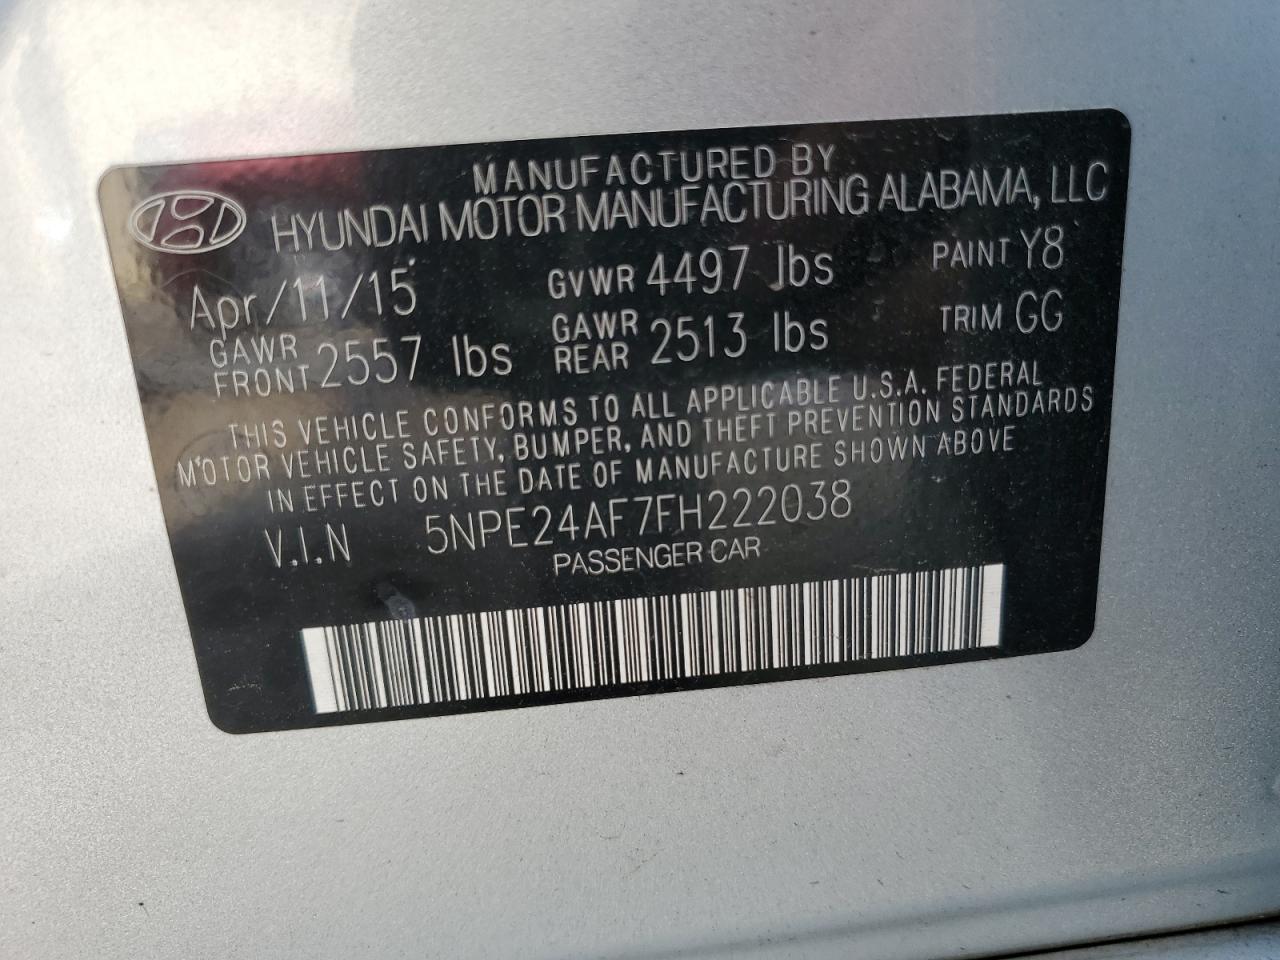 MANUFACTURED BY
HYUNDAI MOTOR MANUFACTURING ALABAMA, LLC
Apr/11/15 GVWR 4497 lbs PAINT Y8
GAWR FRONT 2557 lbs GAWR REAR 2513 lbs TRIM GG
THIS VEHICLE CONFORMS TO ALL APPLICABLE U.S.A. FEDERAL
MOTOR VEHICLE SAFETY, BUMPER, AND THEFT PREVENTION STANDARDS
IN EFFECT ON THE DATE OF MANUFACTURE SHOWN ABOVE
V.I.N 5NPE24AF7FH222038
PASSENGER CAR